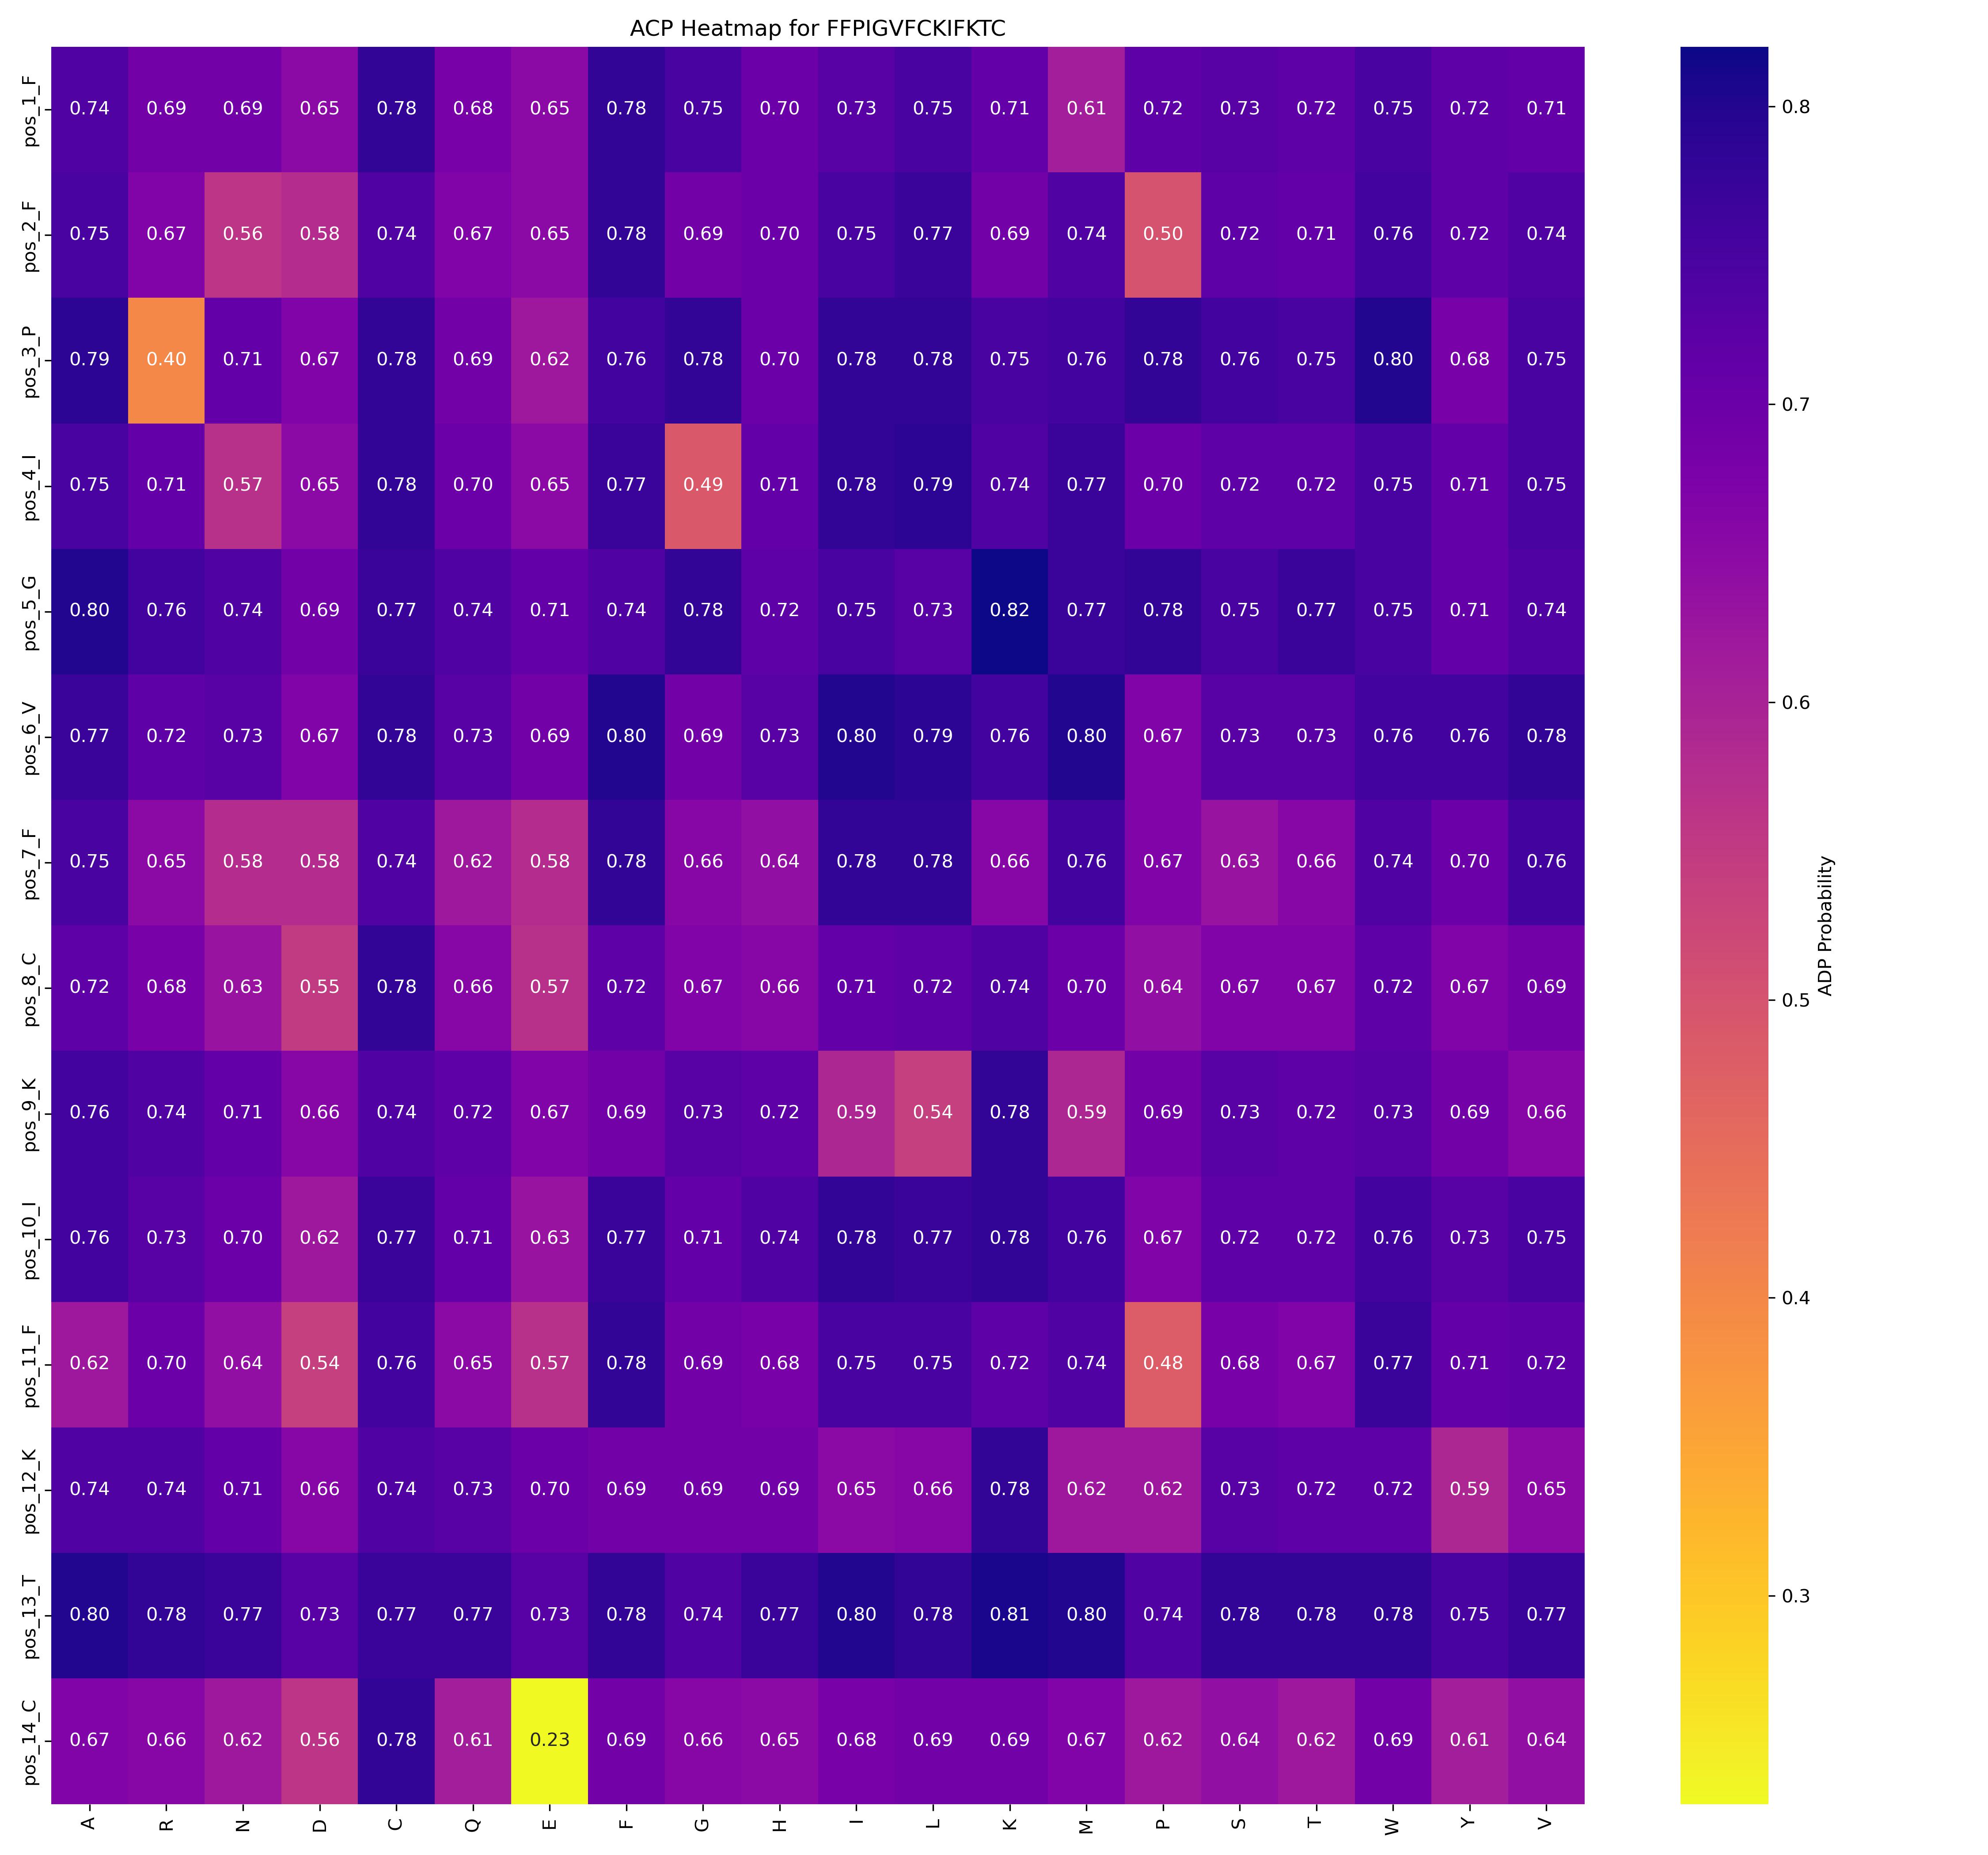 ACP Heatmap for FFPIGVFCKIFKTC
pos_1_F 0.74 0.69 0.69 0.65 0.78 0.68 0.65 0.78 0.75 0.70 0.73 0.75 0.71 0.61 0.72 0.73 0.72 0.75 0.72 0.71
pos_2_F 0.75 0.67 0.56 0.58 0.74 0.67 0.65 0.78 0.69 0.70 0.75 0.77 0.69 0.74 0.50 0.72 0.71 0.76 0.72 0.74
pos_3_P 0.79 0.40 0.71 0.67 0.78 0.69 0.62 0.76 0.78 0.70 0.78 0.78 0.75 0.76 0.78 0.76 0.75 0.80 0.68 0.75
pos_4_I 0.75 0.71 0.57 0.65 0.78 0.70 0.65 0.77 0.49 0.71 0.78 0.79 0.74 0.77 0.70 0.72 0.72 0.75 0.71 0.75
pos_5_G 0.80 0.76 0.74 0.69 0.77 0.74 0.71 0.74 0.78 0.72 0.75 0.73 0.82 0.77 0.78 0.75 0.77 0.75 0.71 0.74
pos_6_V 0.77 0.72 0.73 0.67 0.78 0.73 0.69 0.80 0.69 0.73 0.80 0.79 0.76 0.80 0.67 0.73 0.73 0.76 0.76 0.78
pos_7_F 0.75 0.65 0.58 0.58 0.74 0.62 0.58 0.78 0.66 0.64 0.78 0.78 0.66 0.76 0.67 0.63 0.66 0.74 0.70 0.76
pos_8_C 0.72 0.68 0.63 0.55 0.78 0.66 0.57 0.72 0.67 0.66 0.71 0.72 0.74 0.70 0.64 0.67 0.67 0.72 0.67 0.69
pos_9_K 0.76 0.74 0.71 0.66 0.74 0.72 0.67 0.69 0.73 0.72 0.59 0.54 0.78 0.59 0.69 0.73 0.72 0.73 0.69 0.66
pos_10_I 0.76 0.73 0.70 0.62 0.77 0.71 0.63 0.77 0.71 0.74 0.78 0.77 0.78 0.76 0.67 0.72 0.72 0.76 0.73 0.75
pos_11_F 0.62 0.70 0.64 0.54 0.76 0.65 0.57 0.78 0.69 0.68 0.75 0.75 0.72 0.74 0.48 0.68 0.67 0.77 0.71 0.72
pos_12_K 0.74 0.74 0.71 0.66 0.74 0.73 0.70 0.69 0.69 0.69 0.65 0.66 0.78 0.62 0.62 0.73 0.72 0.72 0.59 0.65
pos_13_T 0.80 0.78 0.77 0.73 0.77 0.77 0.73 0.78 0.74 0.77 0.80 0.78 0.81 0.80 0.74 0.78 0.78 0.78 0.75 0.77
pos_14_C 0.67 0.66 0.62 0.56 0.78 0.61 0.23 0.69 0.66 0.65 0.68 0.69 0.69 0.67 0.62 0.64 0.62 0.69 0.61 0.64
A R N D C Q E F G H I L K M P S T W Y V
0.8
0.7
0.6
0.5
0.4
0.3
ADP Probability